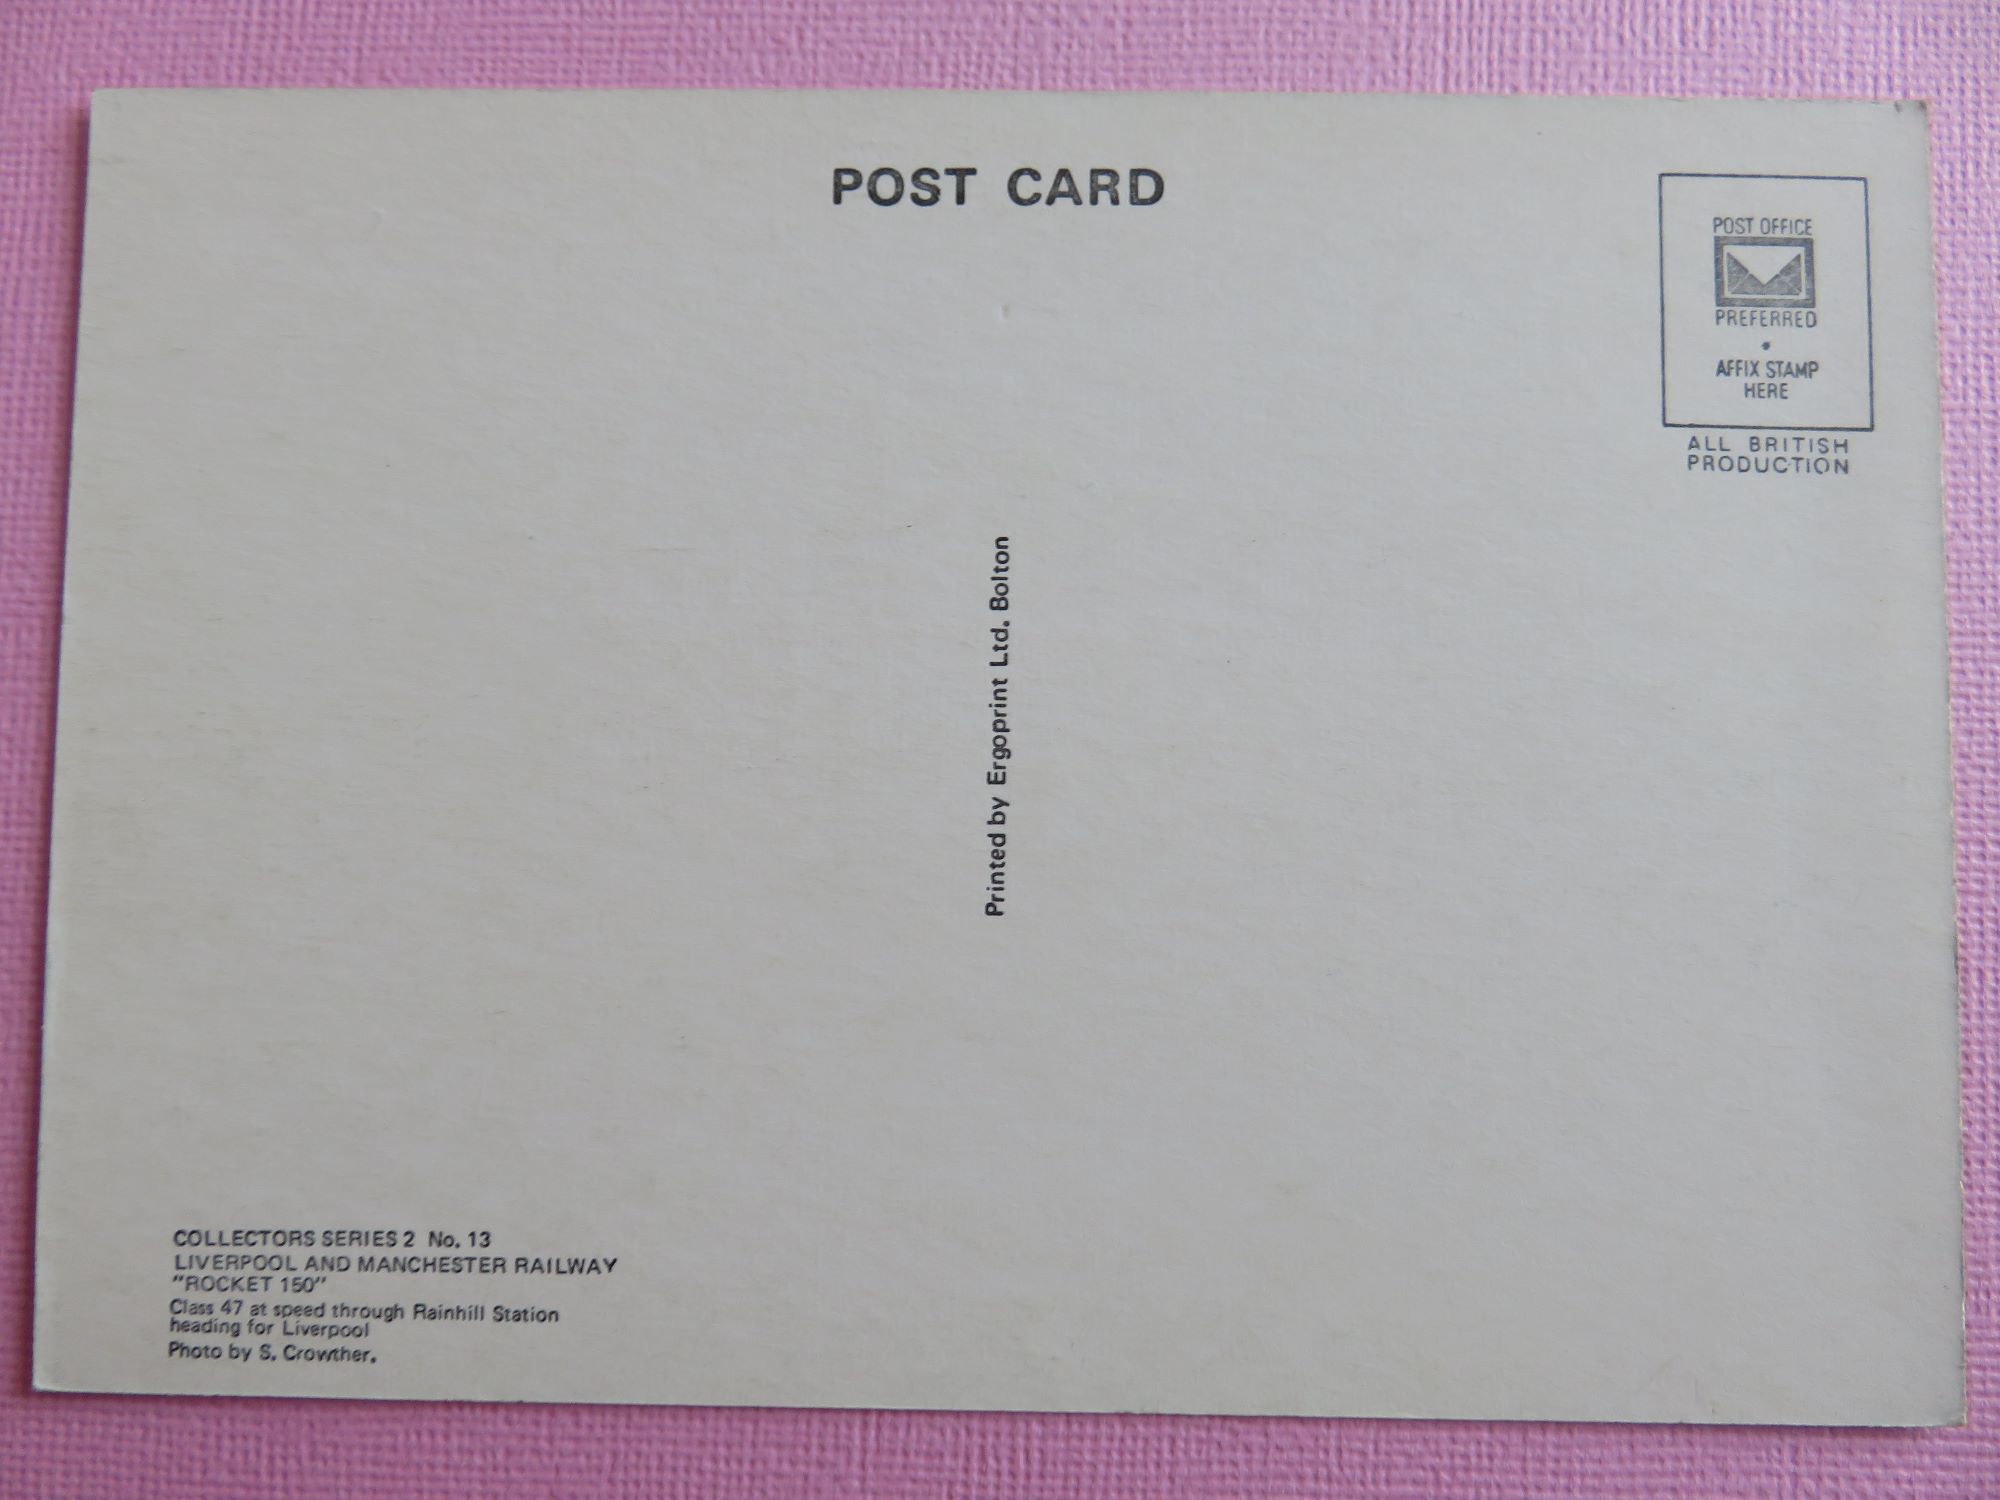 POST CARD
POST OFFICE
PREFERRED
•
AFFIX STAMP
HERE
ALL BRITISH
PRODUCTION
Printed by Ergoprint Ltd. Bolton
COLLECTORS SERIES 2 No. 13
LIVERPOOL AND MANCHESTER RAILWAY
"ROCKET 150"
Class 47 at speed through Rainhill Station
heading for Liverpool
Photo by S. Crowther.